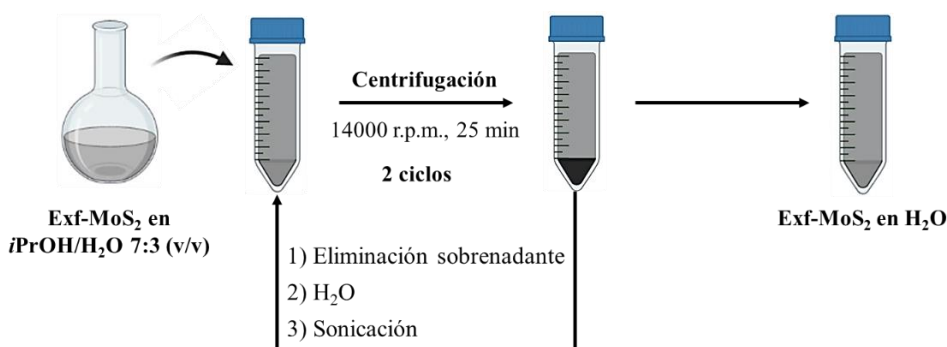 Centrifugación
14000 r.p.m., 25 min
2 ciclos
Exf-MoS₂ en
iPrOH/H₂O 7:3 (v/v)
Exf-MoS₂ en H₂O
1) Eliminación sobrenadante
2) H₂O
3) Sonicación